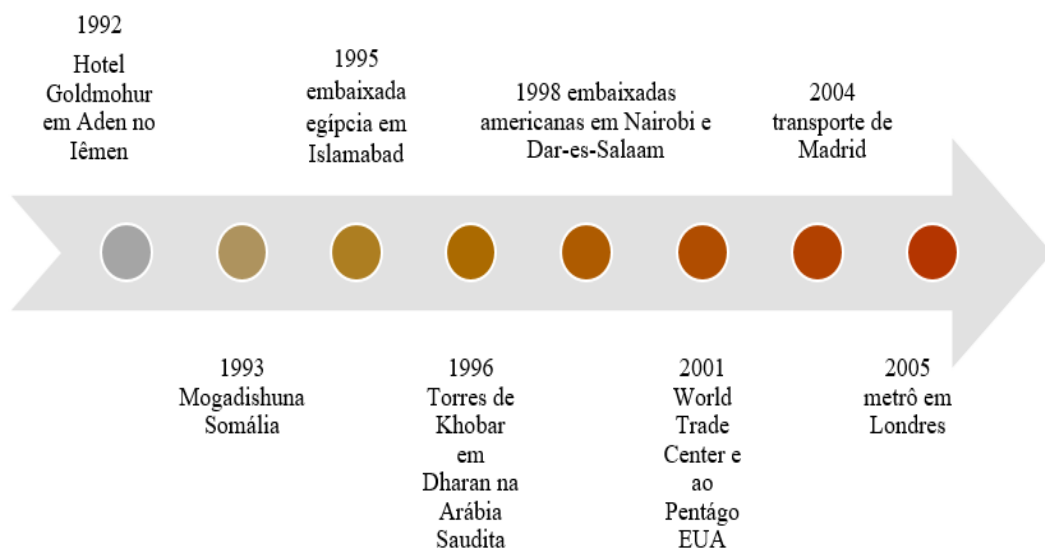 1992
Hotel
Goldmohur
em Aden no
Iêmen
1993
Mogadishuna
Somália
1995
embaixada
egípcia em
Islamabad
1996
Torres de
Khobar
em
Dharan na
Arábia
Saudita
1998 embaixadas
americanas em Nairobi e
Dar-es-Salaam
2001
World
Trade
Center e
ao
Pentágo
EUA
2004
transporte de
Madrid
2005
metrô em
Londres